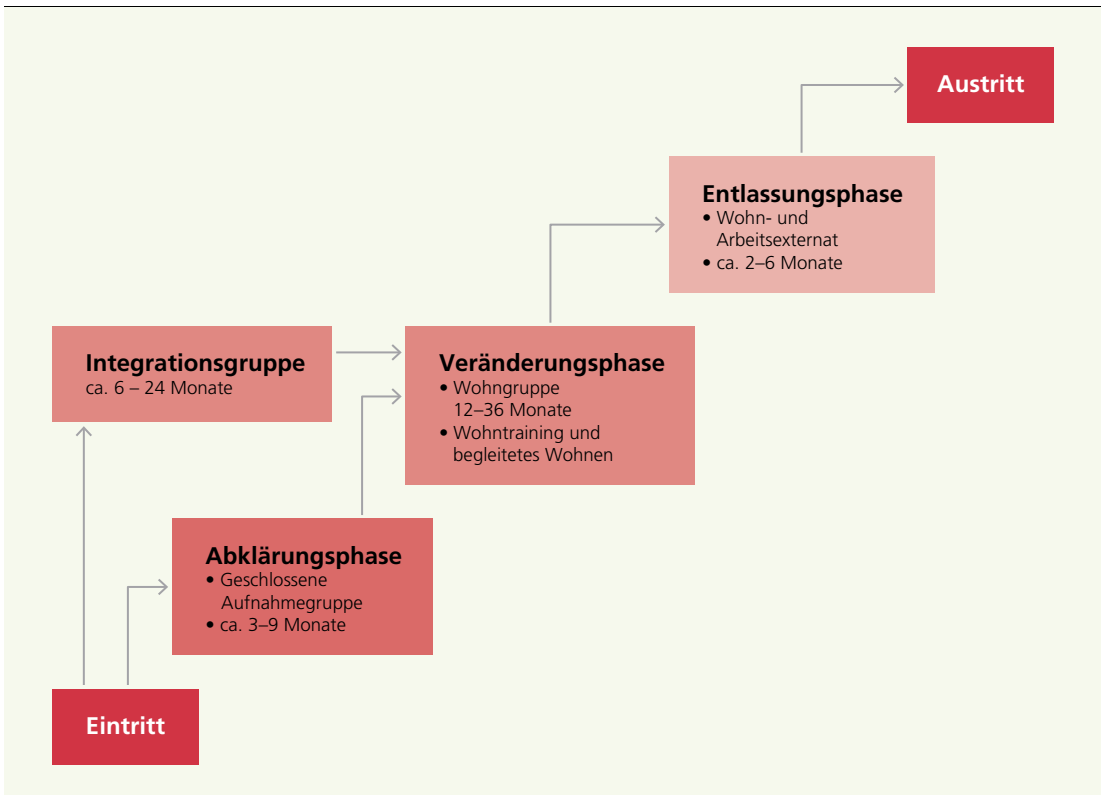 Austritt
Entlassungsphase
• Wohn- und
Arbeitsexternat
• ca. 2–6 Monate
Integrationsgruppe
ca. 6 – 24 Monate
Veränderungsphase
• Wohngruppe
12–36 Monate
• Wohntraining und
begleitetes Wohnen
Abklärungsphase
• Geschlossene
Aufnahmegruppe
• ca. 3–9 Monate
Eintritt